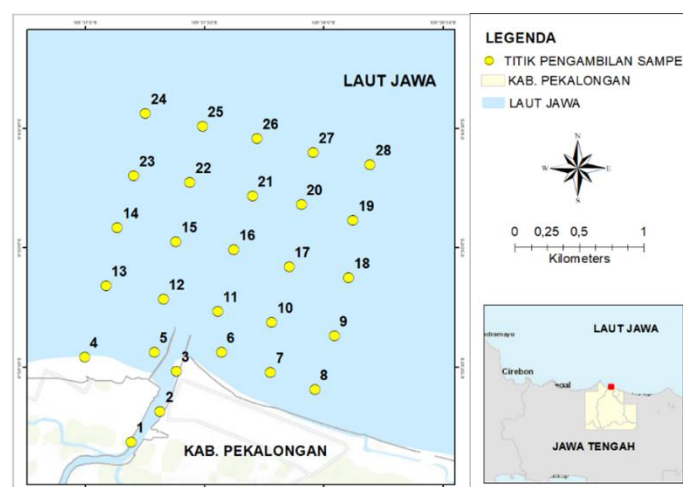 LAUT JAWA
24
25
26
27
28
23
22
21
20
19
14
15
16
17
18
13
12
11
10
9
4
5
3
6
7
8
2
1
KAB. PEKALONGAN
LEGENDA
TITIK PENGAMBILAN SAMPE
KAB. PEKALONGAN
LAUT JAWA
N
W
E
S
0 0,25 0,5 1
Kilometers
LAUT JAWA
Cirebon
JAWA TENGAH